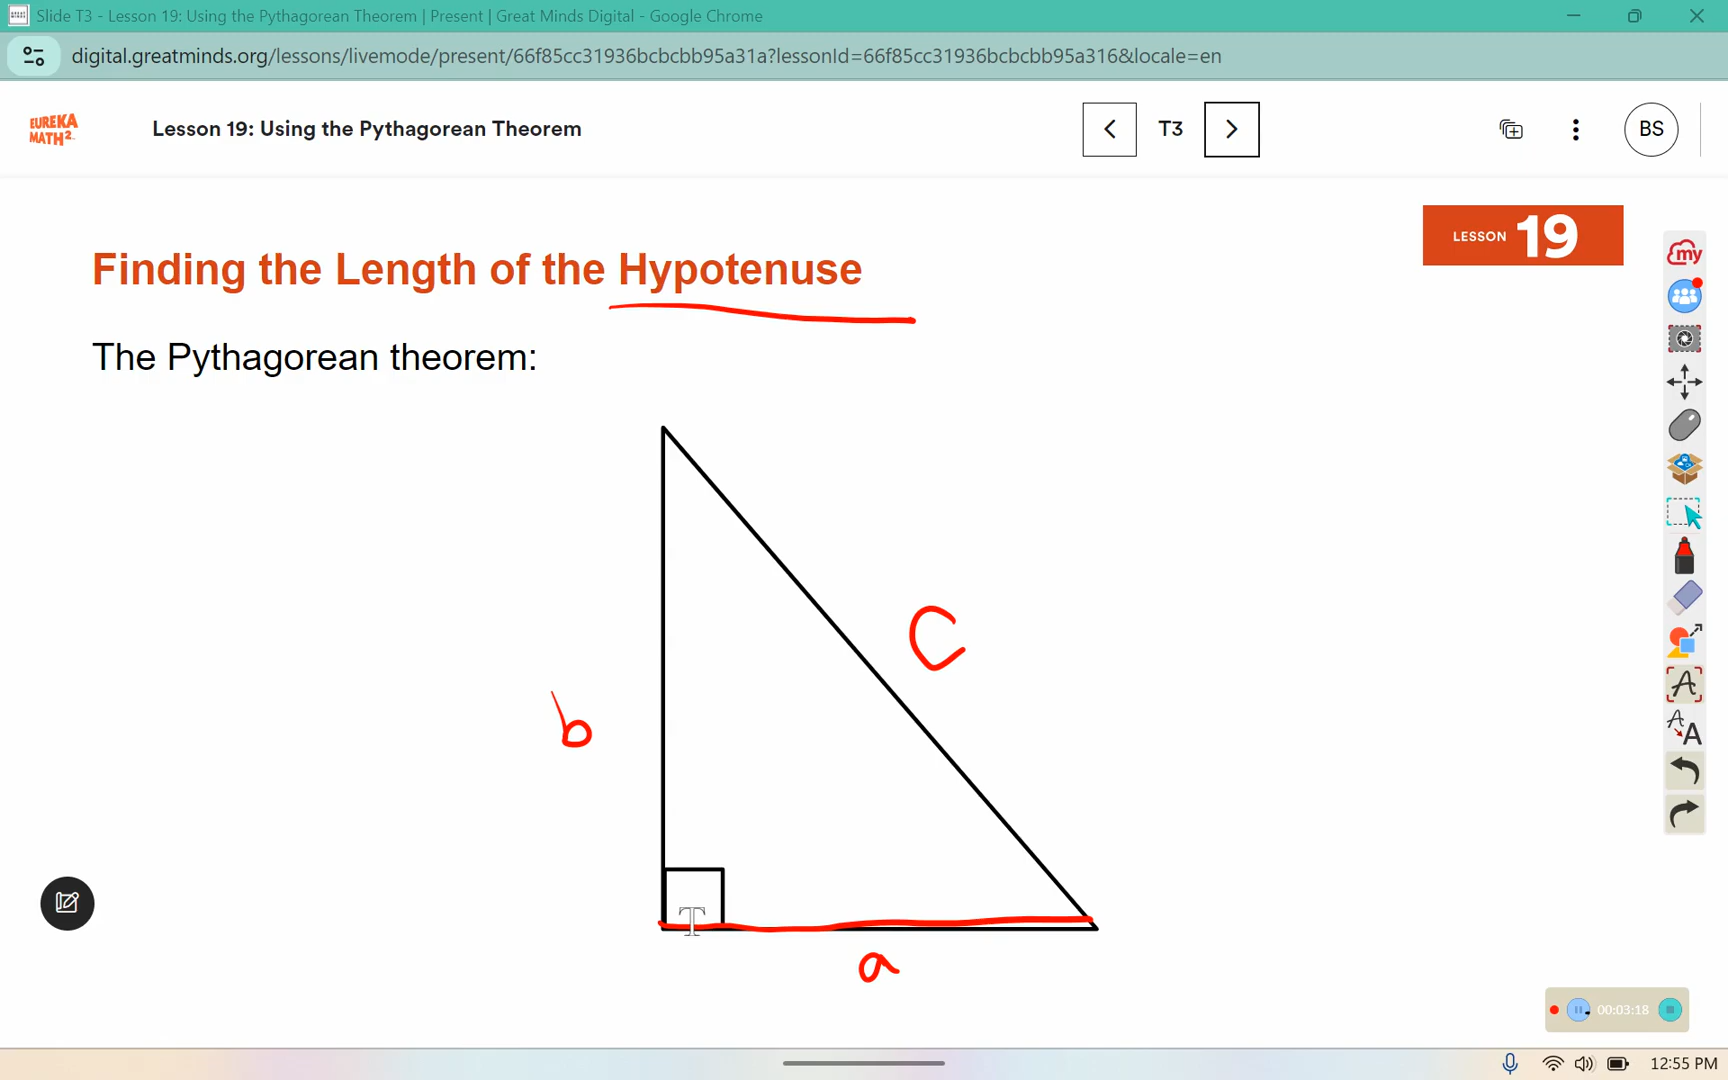 Slide T3 - Lesson 19: Using the Pythagorean Theorem | Present | Great Minds Digital - Google Chrome
digital.greatminds.org/lessons/livemode/present/66f85cc31936bcbcbb95a31a?lessonId=66f85cc31936bcbcbb95a316&locale=en
EUREKA
MATH²
Lesson 19: Using the Pythagorean Theorem
T3
BS
LESSON 19
my
Finding the Length of the Hypotenuse
The Pythagorean theorem:
C
b
a
00:03:18
12:55 PM